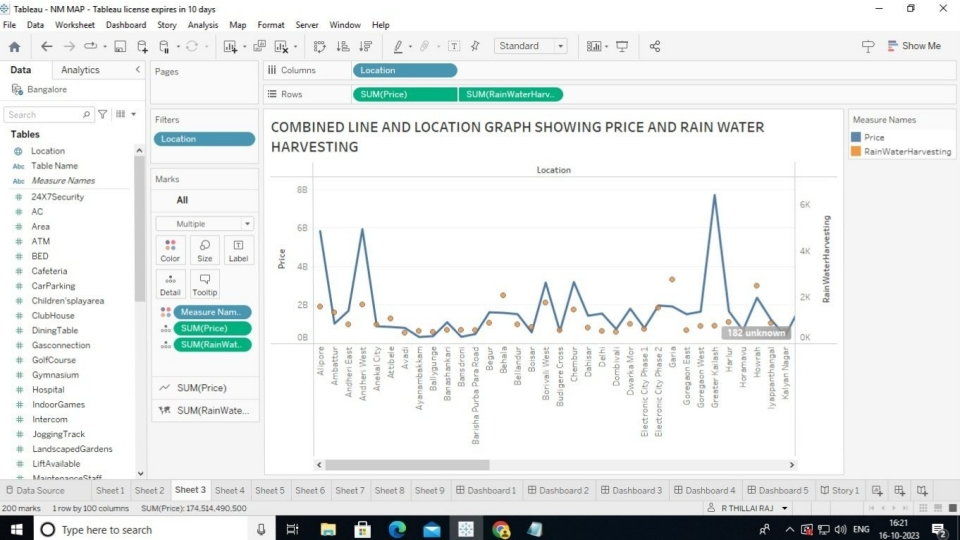 Tableau - NM MAP - Tableau license expires in 10 days
File Data Worksheet Dashboard Story Analysis Map Format Server Window Help
Standard
Show Me
Data Analytics
Bangalore
Search
Tables
Location
Abc Table Name
Abc Measure Names
24X7Security
AC
Area
ATM
BED
Cafeteria
CarParking
Children'splayarea
ClubHouse
DiningTable
Gasconnection
GolfCourse
Gymnasium
Hospital
IndoorGames
Intercom
JoggingTrack
LandscapedGardens
LiftAvailable
MaintenanceStaff
Pages
Filters
Location
Marks
All
Multiple
Color Size Label
Detail Tooltip
Measure Nam..
SUM(Price)
SUM(RainWat..
SUM(Price)
SUM(RainWate...
Columns Location
Rows SUM(Price) SUM(RainWaterHarv..
COMBINED LINE AND LOCATION GRAPH SHOWING PRICE AND RAIN WATER
HARVESTING
Location
8B
6B
4B
2B
0B
Price
6K
4K
2K
0K
RainWaterHarvesting
182 unknown
Alipore
Ambattur
Andheri East
Andheri West
Anekal City
Attibele
Avadi
Ayanambakkam
Ballygunge
Banashankari
Bansdroni
Barisha Purba Para Road
Begur
Behala
Bellandur
Boisar
Borivali West
Budigere Cross
Chembur
Dahisar
Delhi
Dombivali
Dwarka Mor
Electronic City Phase 1
Electronic City Phase 2
Garia
Goregaon East
Goregaon West
Greater Kailash
Harlur
Horamavu
Howrah
Iyappanthangal
Kalyan Nagar
Measure Names
Price
RainWaterHarvesting
Data Source Sheet 1 Sheet 2 Sheet 3 Sheet 4 Sheet 5 Sheet 6 Sheet 7 Sheet 8 Sheet 9 Dashboard 1 Dashboard 2 Dashboard 3 Dashboard 4 Dashboard 5 Story 1
200 marks 1 row by 100 columns SUM(Price): 174,514,490,500 R THILLAI RAJ
Type here to search
ENG
16:21
16-10-2023
2